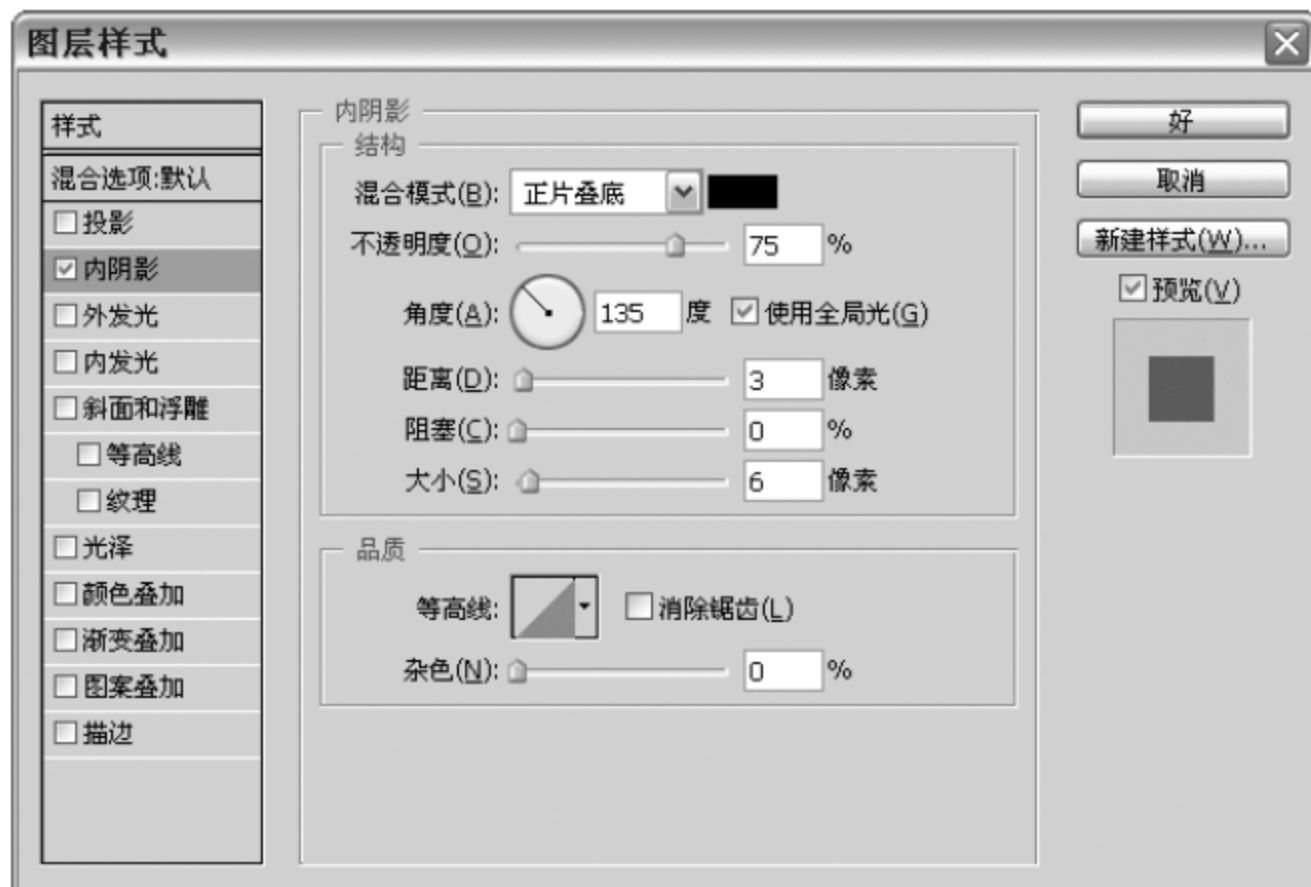 图层样式
样式
混合选项:默认
投影
内阴影
外发光
内发光
斜面和浮雕
等高线
纹理
光泽
颜色叠加
渐变叠加
图案叠加
描边
内阴影
结构
混合模式(B): 正片叠底
不透明度(O): 75 %
角度(A): 135 度 使用全局光(G)
距离(D): 3 像素
阻塞(C): 0 %
大小(S): 6 像素
品质
等高线: 消除锯齿(L)
杂色(N): 0 %
好
取消
新建样式(W)...
预览(V)